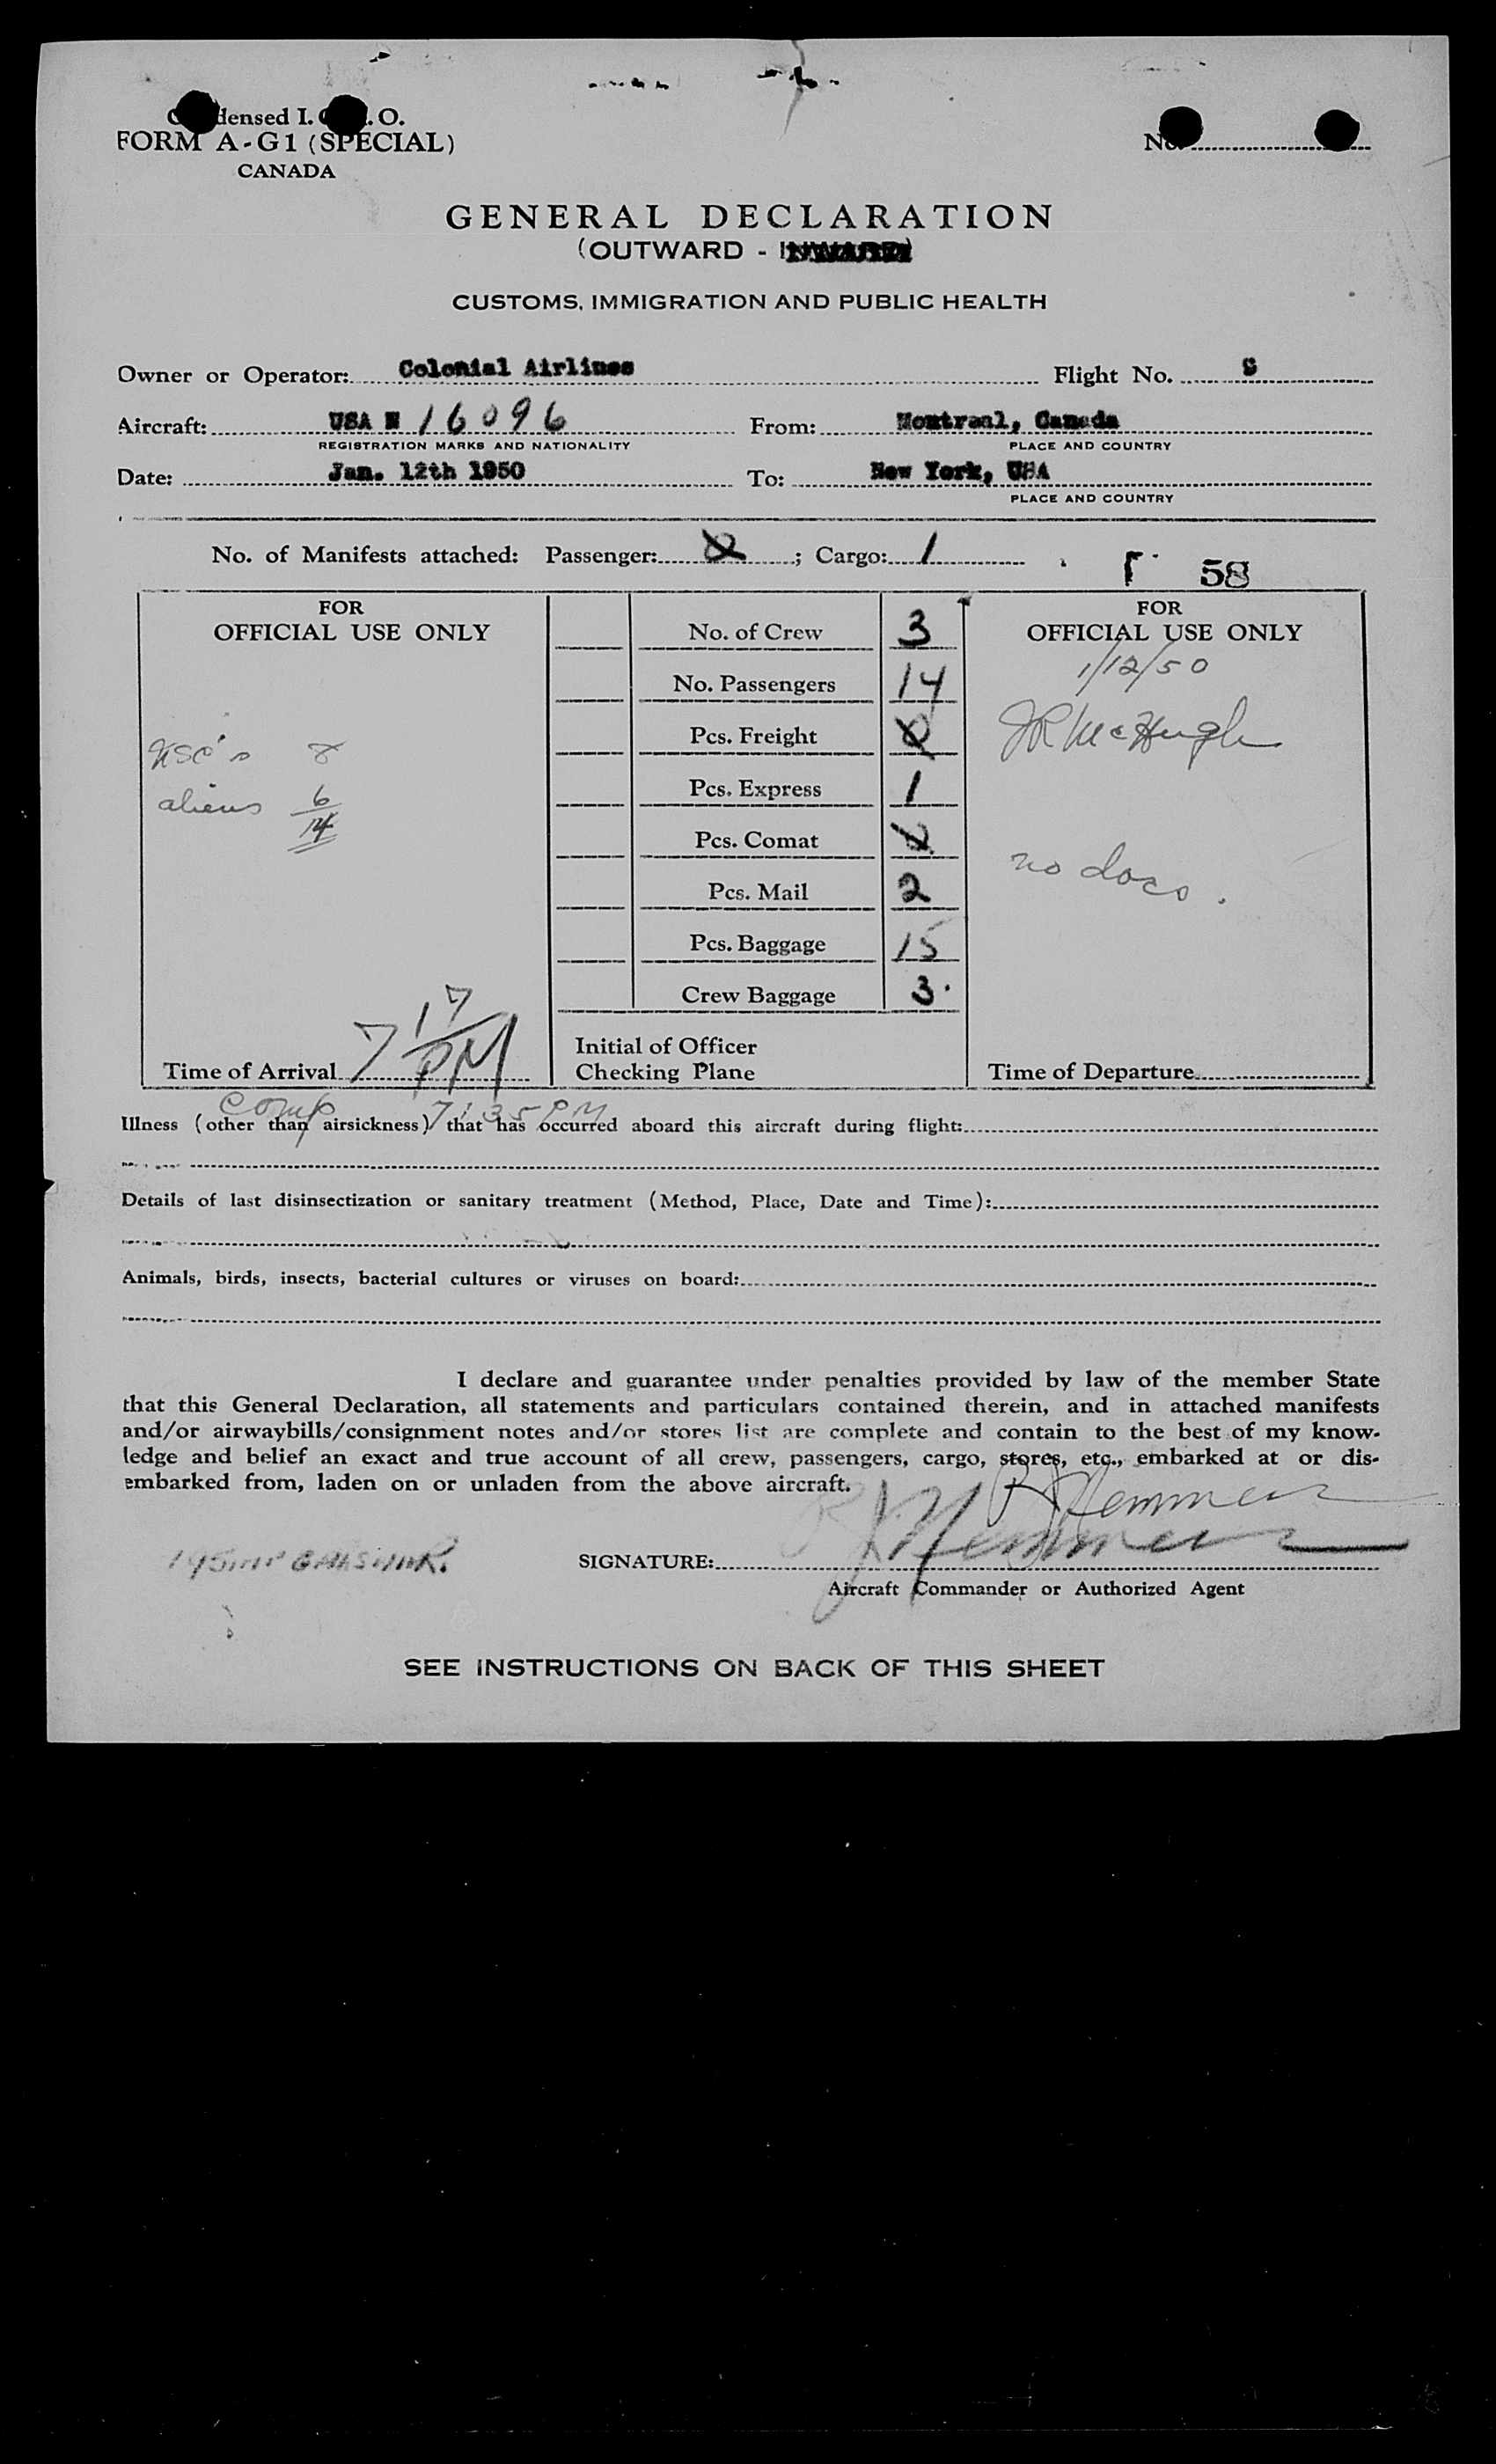 Condensed I. C. A. O.
FORM A-G1 (SPECIAL)
CANADA
No.
GENERAL DECLARATION
(OUTWARD - INWARD)
CUSTOMS, IMMIGRATION AND PUBLIC HEALTH
Owner or Operator: Colonial Airlines Flight No.
Aircraft: USA N 16096 From: Montreal, Canada
REGISTRATION MARKS AND NATIONALITY PLACE AND COUNTRY
Date: Jan. 12th 1950 To: New York, USA
PLACE AND COUNTRY
No. of Manifests attached: Passenger: 0; Cargo: 1
58
FOR
OFFICIAL USE ONLY
USC's 8
aliens 6
14
Time of Arrival 7 17 PM
No. of Crew 3
No. Passengers 14
Pcs. Freight 0
Pcs. Express 1
Pcs. Comat 0
Pcs. Mail 2
Pcs. Baggage 15
Crew Baggage 3
Initial of Officer
Checking Plane
FOR
OFFICIAL USE ONLY
1/12/50
JR McHugh
no docs.
Time of Departure
comp 7:35 PM
Illness (other than airsickness) that has occurred aboard this aircraft during flight:
Details of last disinsectization or sanitary treatment (Method, Place, Date and Time):
Animals, birds, insects, bacterial cultures or viruses on board:
I declare and guarantee under penalties provided by law of the member State
that this General Declaration, all statements and particulars contained therein, and in attached manifests
and/or airwaybills/consignment notes and/or stores list are complete and contain to the best of my know-
ledge and belief an exact and true account of all crew, passengers, cargo, stores, etc., embarked at or dis-
embarked from, laden on or unladen from the above aircraft.
SIGNATURE:
Aircraft Commander or Authorized Agent
SEE INSTRUCTIONS ON BACK OF THIS SHEET